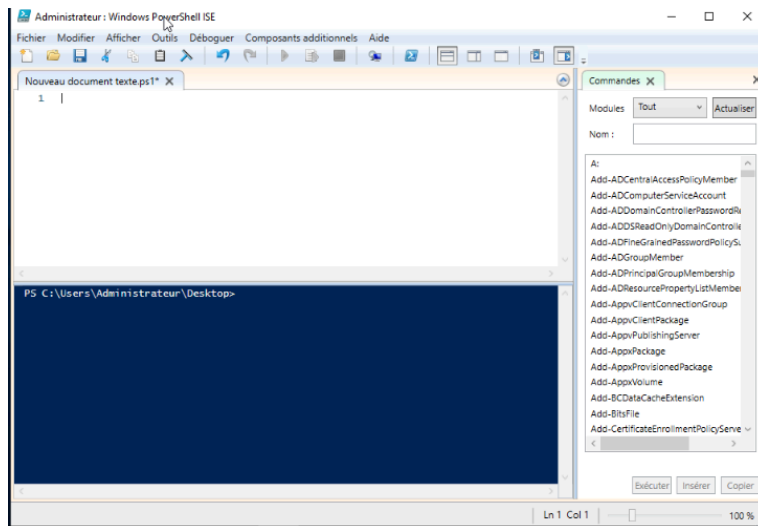 Administrateur : Windows PowerShell ISE
Fichier Modifier Afficher Outils Déboguer Composants additionnels Aide
Nouveau document texte.ps1* X
1
PS C:\Users\Administrateur\Desktop>
Commandes X
Modules Tout Actualiser
Nom :
A:
Add-ADCentralAccessPolicyMember
Add-ADComputerServiceAccount
Add-ADDomainControllerPasswordRe
Add-ADDSReadOnlyDomainControlle
Add-ADFineGrainedPasswordPolicySu
Add-ADGroupMember
Add-ADPrincipalGroupMembership
Add-ADResourcePropertyListMember
Add-AppvClientConnectionGroup
Add-AppvClientPackage
Add-AppvPublishingServer
Add-AppxPackage
Add-AppxProvisionedPackage
Add-AppxVolume
Add-BCDataCacheExtension
Add-BitsFile
Add-CertificateEnrollmentPolicyServe
Exécuter Insérer Copier
Ln 1 Col 1 100 %